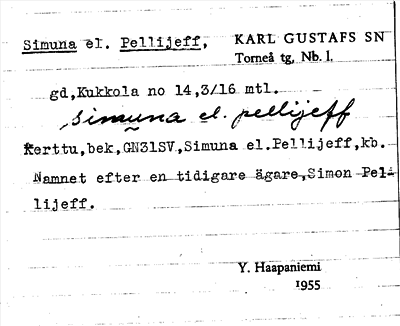 Simuna el. Pellijeff, KARL GUSTAFS SN
Torneå tg, Nb. l.
gd,Kukkola no 14,3/16 mtl.
simuna el. pellijeff
Kerttu,bek,GN31SV.,Simuna el.Pellijeff,kb.
Namnet efter en tidigare ägare,Simon Pel-
lijeff.
Y. Haapaniemi
1955